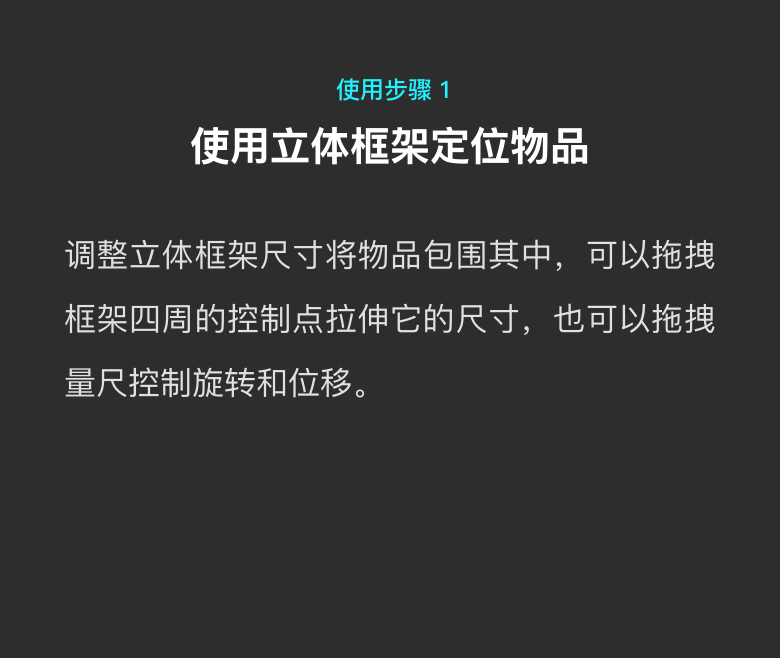 使用步骤 1
使用立体框架定位物品
调整立体框架尺寸将物品包围其中，可以拖拽
框架四周的控制点拉伸它的尺寸，也可以拖拽
量尺控制旋转和位移。